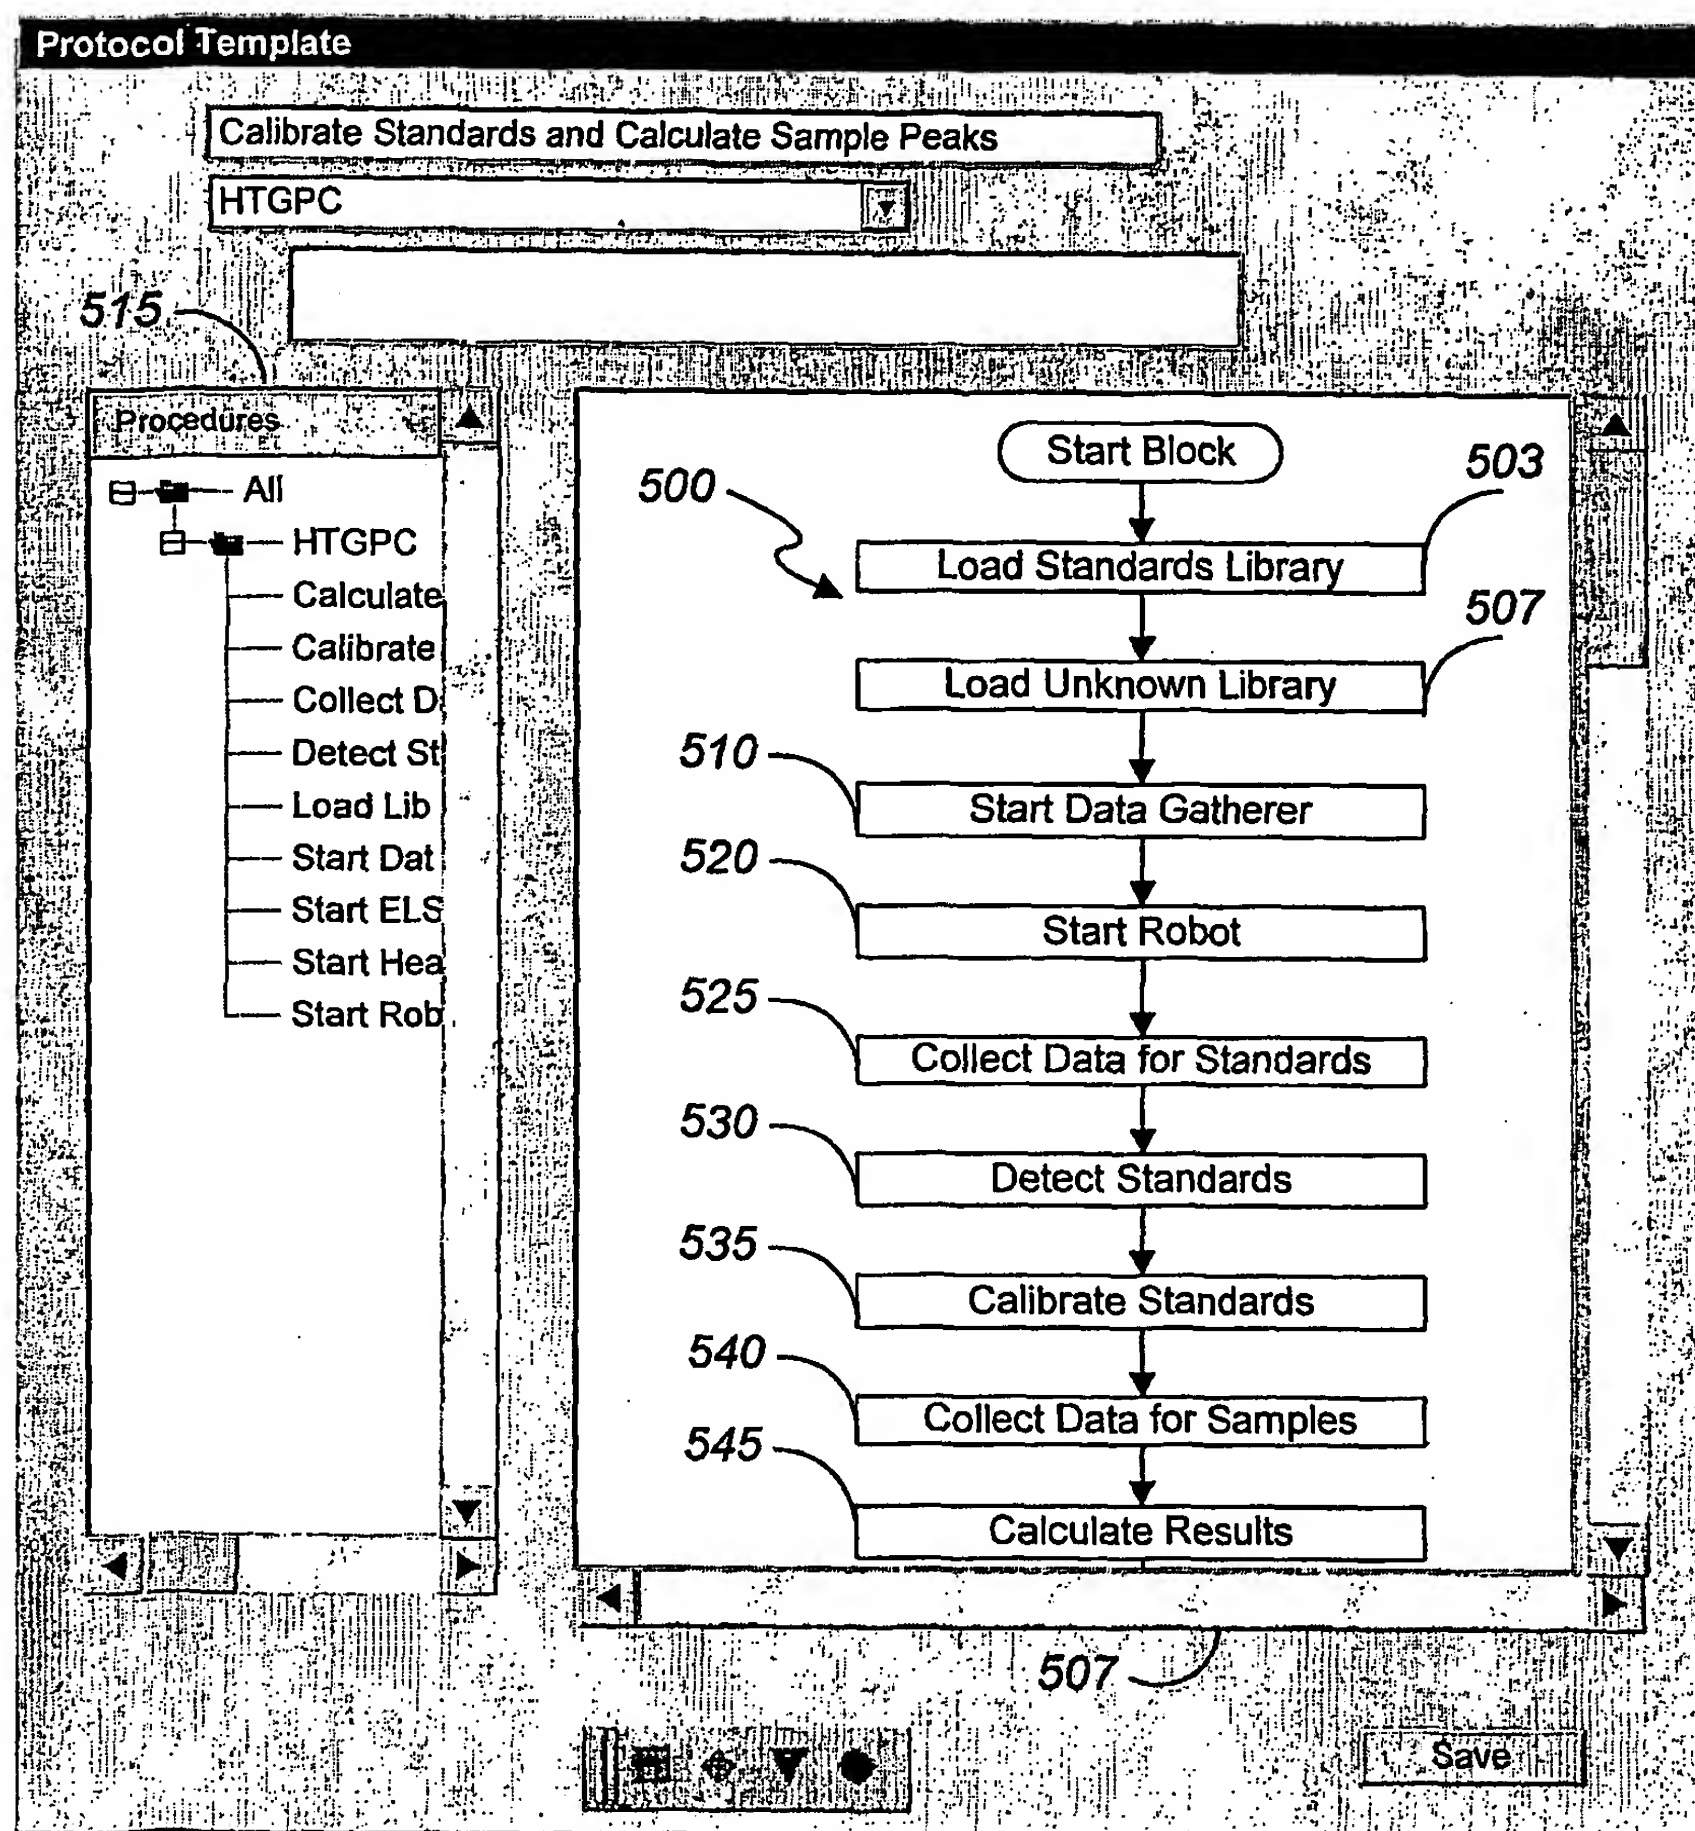 Protocol Template
Calibrate Standards and Calculate Sample Peaks
HTGPC
515
Procedures
All
HTGPC
Calculate
Calibrate
Collect D
Detect St
Load Lib
Start Dat
Start ELS
Start Hea
Start Rob
Start Block
500
503
Load Standards Library
507
Load Unknown Library
510
Start Data Gatherer
520
Start Robot
525
Collect Data for Standards
530
Detect Standards
535
Calibrate Standards
540
Collect Data for Samples
545
Calculate Results
507
Save